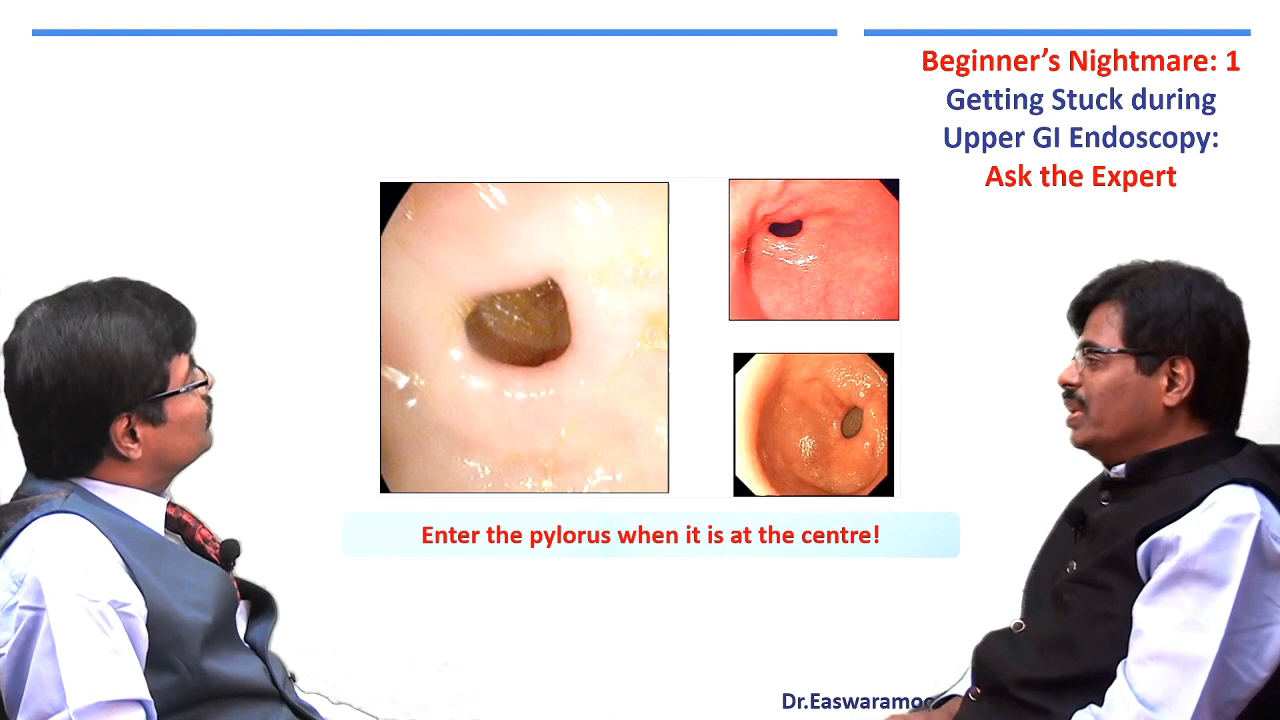 Beginner’s Nightmare: 1
Getting Stuck during
Upper GI Endoscopy:
Ask the Expert
Enter the pylorus when it is at the centre!